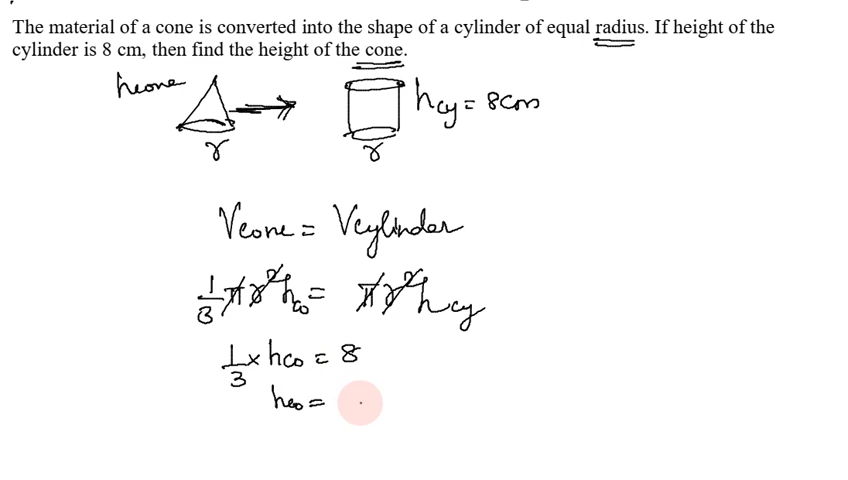 The material of a cone is converted into the shape of a cylinder of equal radius. If height of the
cylinder is 8 cm, then find the height of the cone.
hcone
hcy = 8cm
r
r
Vcone = Vcylinder
1/3 πr²hco = πr²hcy
1/3 × hco = 8
hco =